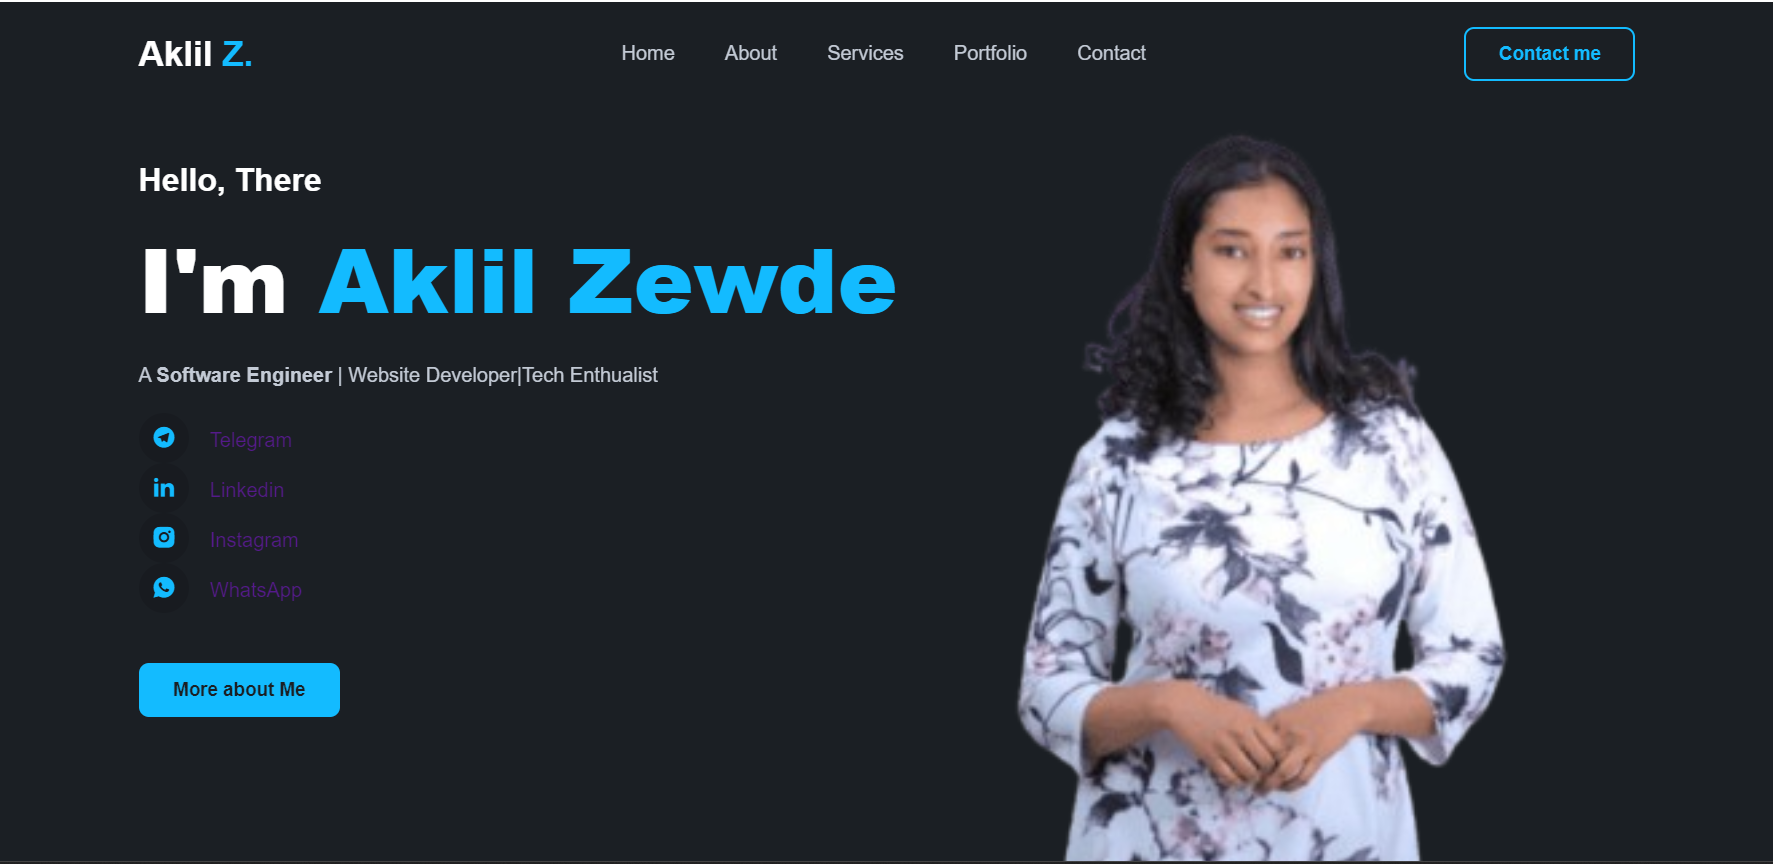 Aklil Z.
Home About Services Portfolio Contact
Contact me
Hello, There
I'm Aklil Zewde
A Software Engineer | Website Developer|Tech Enthualist
Telegram
Linkedin
Instagram
WhatsApp
More about Me